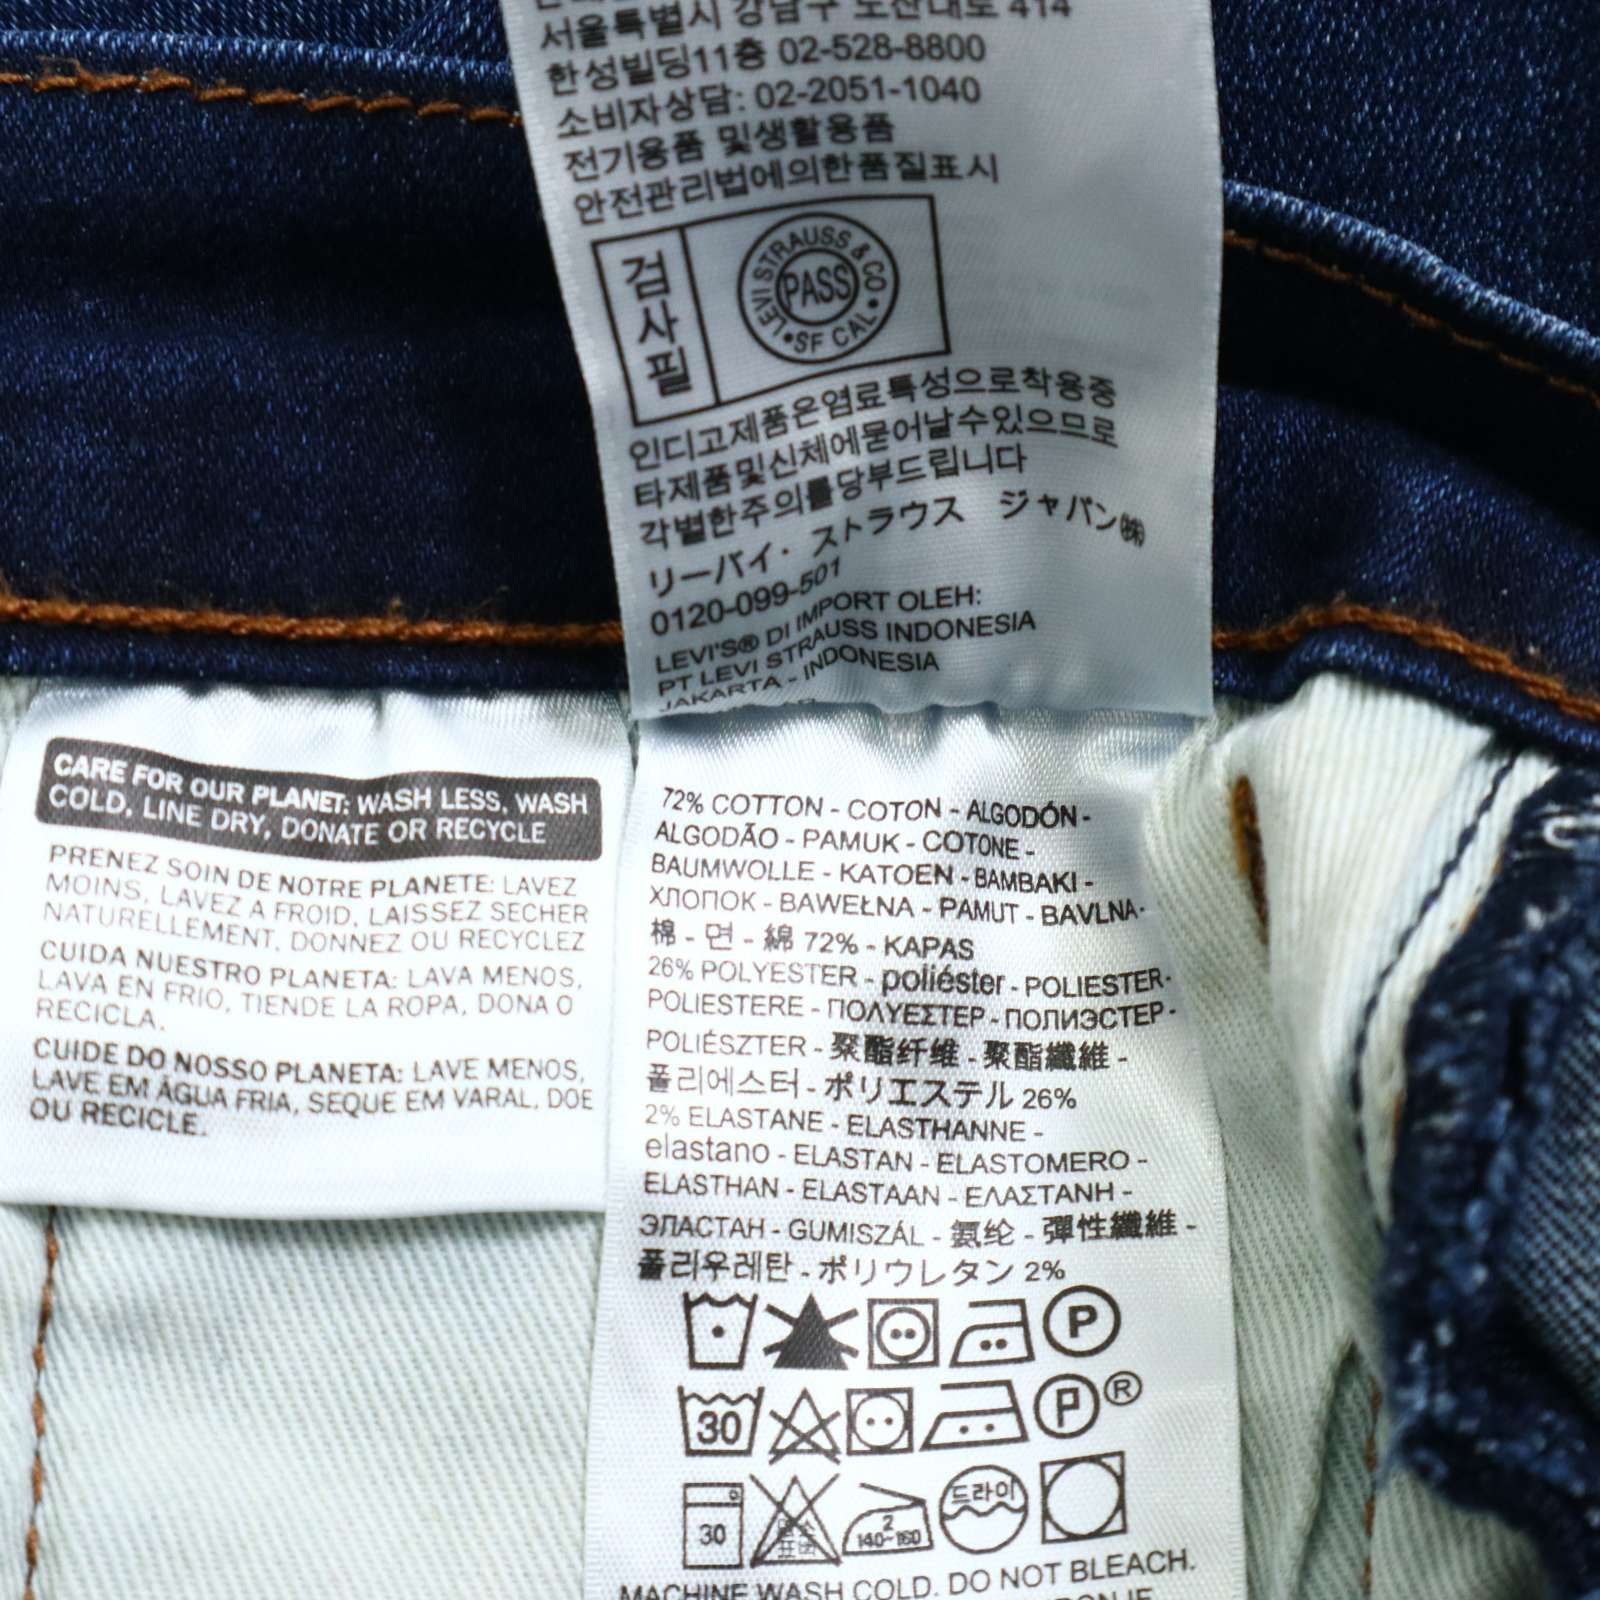 서울특별시 강남구 도산대로 414
한성빌딩11층 02-528-8800
소비자상담: 02-2051-1040
전기용품 및생활용품
안전관리법에의한품질표시
검사필
LEVI STRAUSS & CO
PASS
SF CAL
인디고제품은염료특성으로착용중
타제품및신체에묻어날수있으므로
각별한주의를당부드립니다
リーバイ・ストラウス ジャパン㈱
0120-099-501
LEVI'S® DI IMPORT OLEH:
PT LEVI STRAUSS INDONESIA
JAKARTA - INDONESIA
CARE FOR OUR PLANET: WASH LESS, WASH
COLD, LINE DRY, DONATE OR RECYCLE
PRENEZ SOIN DE NOTRE PLANETE: LAVEZ
MOINS, LAVEZ A FROID, LAISSEZ SECHER
NATURELLEMENT, DONNEZ OU RECYCLEZ
CUIDA NUESTRO PLANETA: LAVA MENOS,
LAVA EN FRIO, TIENDE LA ROPA, DONA O
RECICLA.
CUIDE DO NOSSO PLANETA: LAVE MENOS,
LAVE EM ÁGUA FRIA, SEQUE EM VARAL, DOE
OU RECICLE.
72% COTTON - COTON - ALGODÓN -
ALGODÃO - PAMUK - COTONE -
BAUMWOLLE - KATOEN - BAMBAKI -
ХЛОПОК - BAWEŁNA - PAMUT - BAVLNA-
棉 - 면 - 綿 72% - KAPAS
26% POLYESTER - poliéster - POLIESTER-
POLIESTERE - ΠΟΛΥΕΣΤΕΡ - ПОЛИЭСТЕР -
POLIÉSZTER - 聚酯纤维 - 聚酯纖維 -
폴리에스터 - ポリエステル 26%
2% ELASTANE - ELASTHANNE -
elastano - ELASTAN - ELASTOMERO -
ELASTHAN - ELASTAAN - ΕΛΑΣΤΑΝΗ -
ЭЛАСТАН - GUMISZÁL - 氨纶 - 彈性纖維 -
폴리우레탄 - ポリウレタン 2%
P
30 P ®
30 2 140~160 드라이
MACHINE WASH COLD. DO NOT BLEACH.